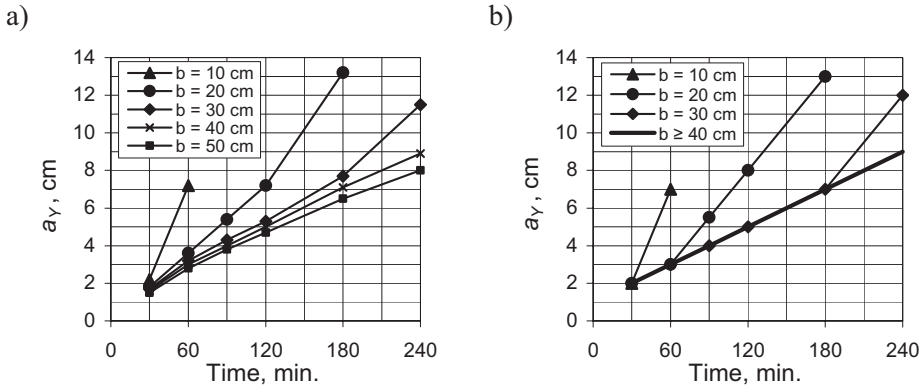 a)
14
12
10
8
6
4
2
0
a_Y, cm
b = 10 cm
b = 20 cm
b = 30 cm
b = 40 cm
b = 50 cm
0 60 120 180 240
Time, min.
b)
14
12
10
8
6
4
2
0
a_Y, cm
b = 10 cm
b = 20 cm
b = 30 cm
b ≥ 40 cm
0 60 120 180 240
Time, min.